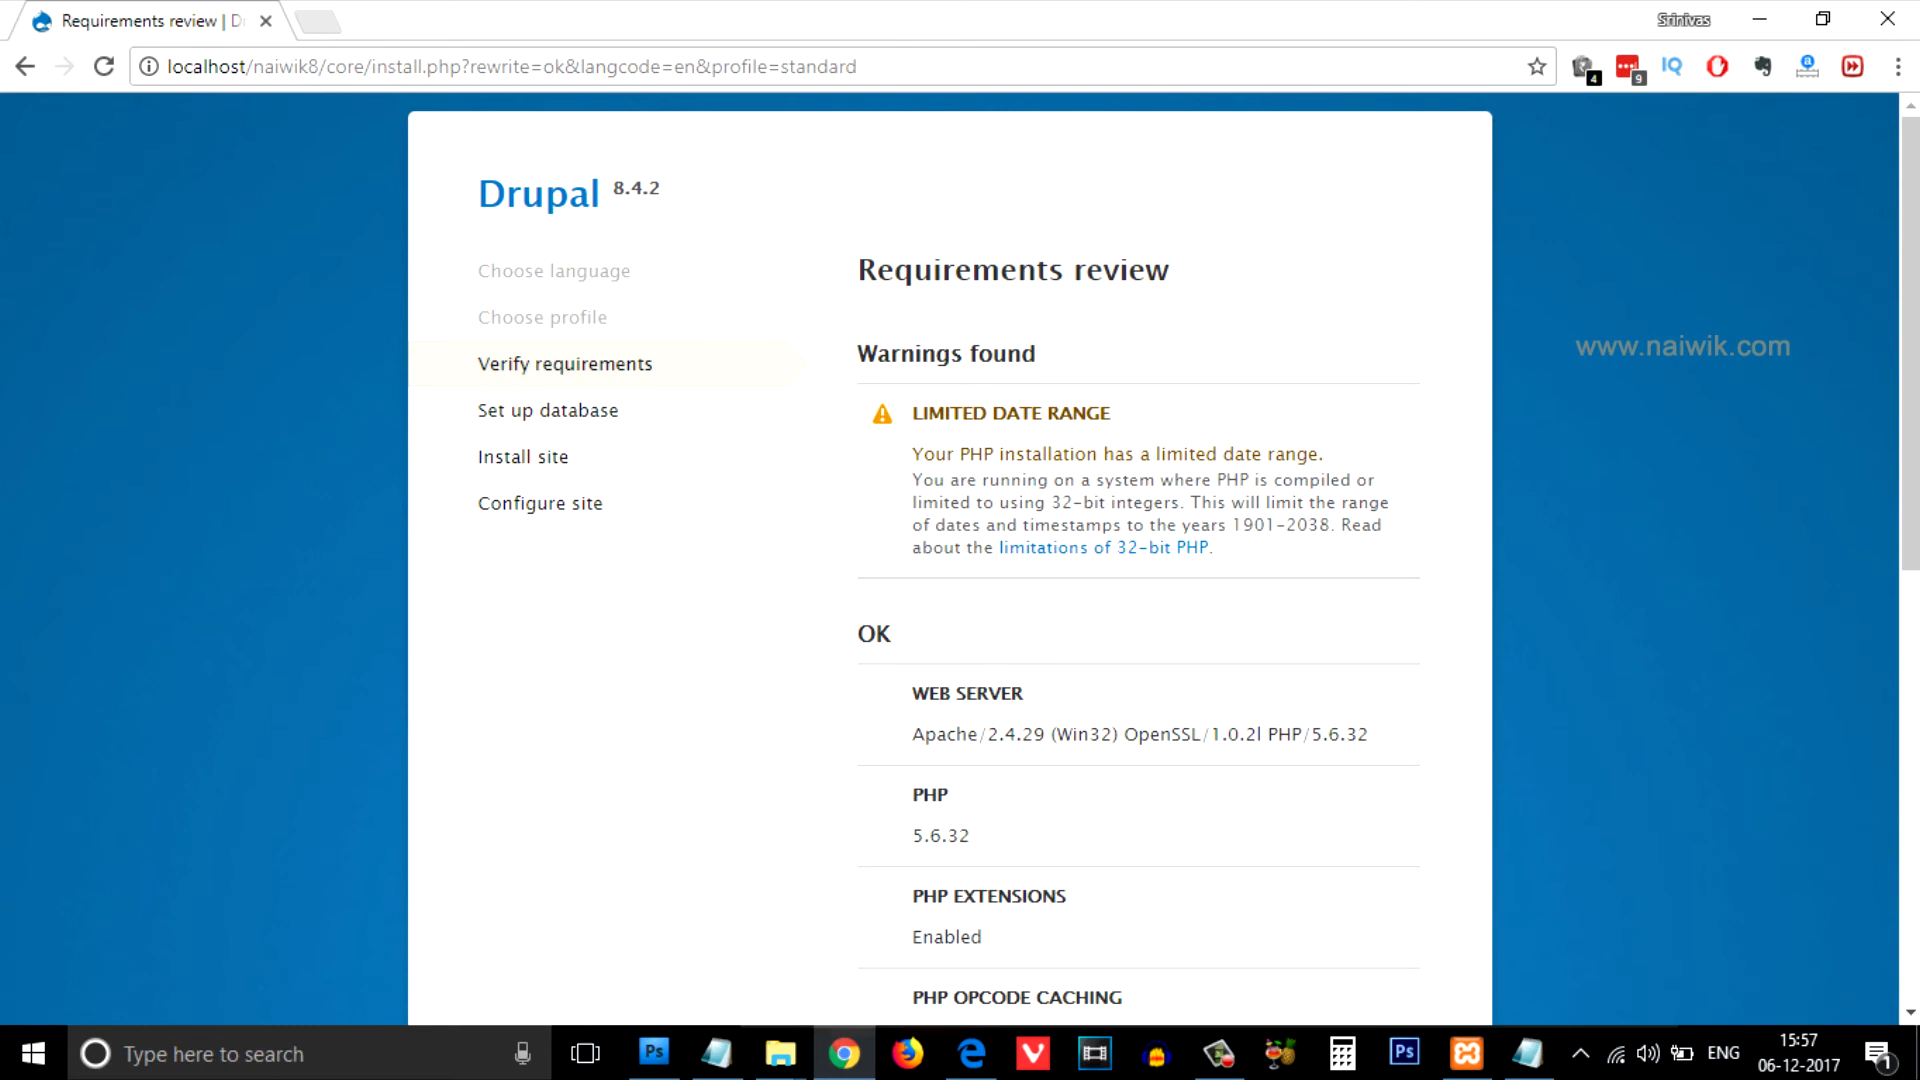 Requirements review | D
Srinivas
localhost/naiwik8/core/install.php?rewrite=ok&langcode=en&profile=standard
4
9
IQ
Drupal 8.4.2
Choose language
Choose profile
Verify requirements
Set up database
Install site
Configure site
Requirements review
Warnings found
LIMITED DATE RANGE
Your PHP installation has a limited date range.
You are running on a system where PHP is compiled or
limited to using 32-bit integers. This will limit the range
of dates and timestamps to the years 1901-2038. Read
about the limitations of 32-bit PHP.
www.naiwik.com
OK
WEB SERVER
Apache/2.4.29 (Win32) OpenSSL/1.0.2l PHP/5.6.32
PHP
5.6.32
PHP EXTENSIONS
Enabled
PHP OPCODE CACHING
Type here to search
Ps
Ps
ENG
15:57
06-12-2017
1